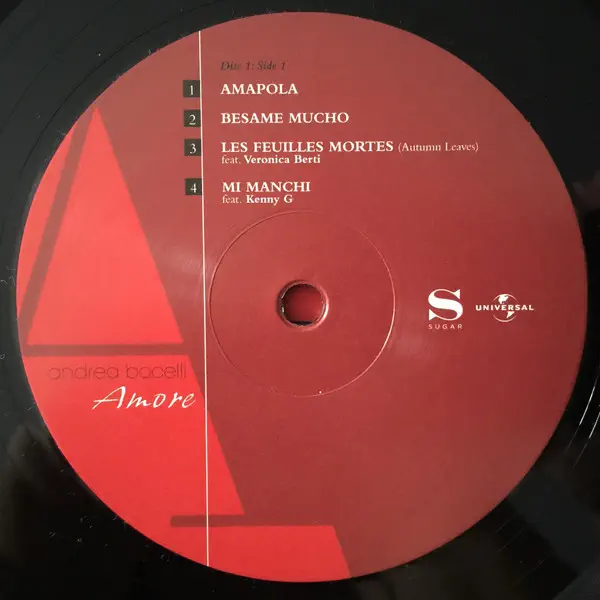 Disc 1: Side 1
1 AMAPOLA
2 BESAME MUCHO
3 LES FEUILLES MORTES (Autumn Leaves)
feat. Veronica Berti
4 MI MANCHI
feat. Kenny G
S
SUGAR
UNIVERSAL
andrea bocelli
Amore